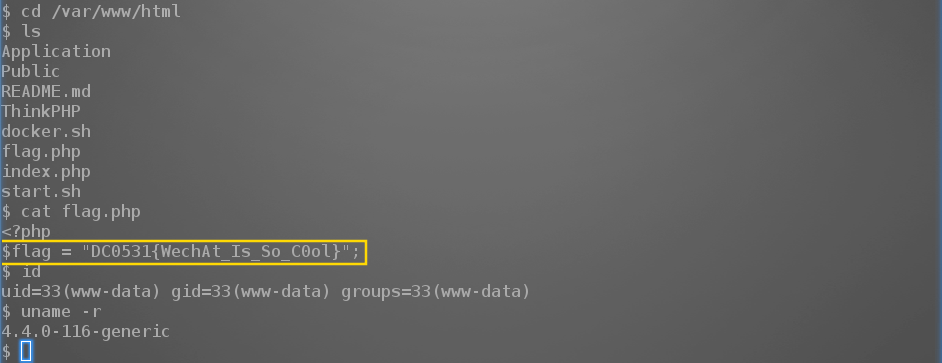 $ cd /var/www/html
$ ls
Application
Public
README.md
ThinkPHP
docker.sh
flag.php
index.php
start.sh
$ cat flag.php
<?php
$flag = "DC0531{WechAt_Is_So_C0ol}";
$ id
uid=33(www-data) gid=33(www-data) groups=33(www-data)
$ uname -r
4.4.0-116-generic
$